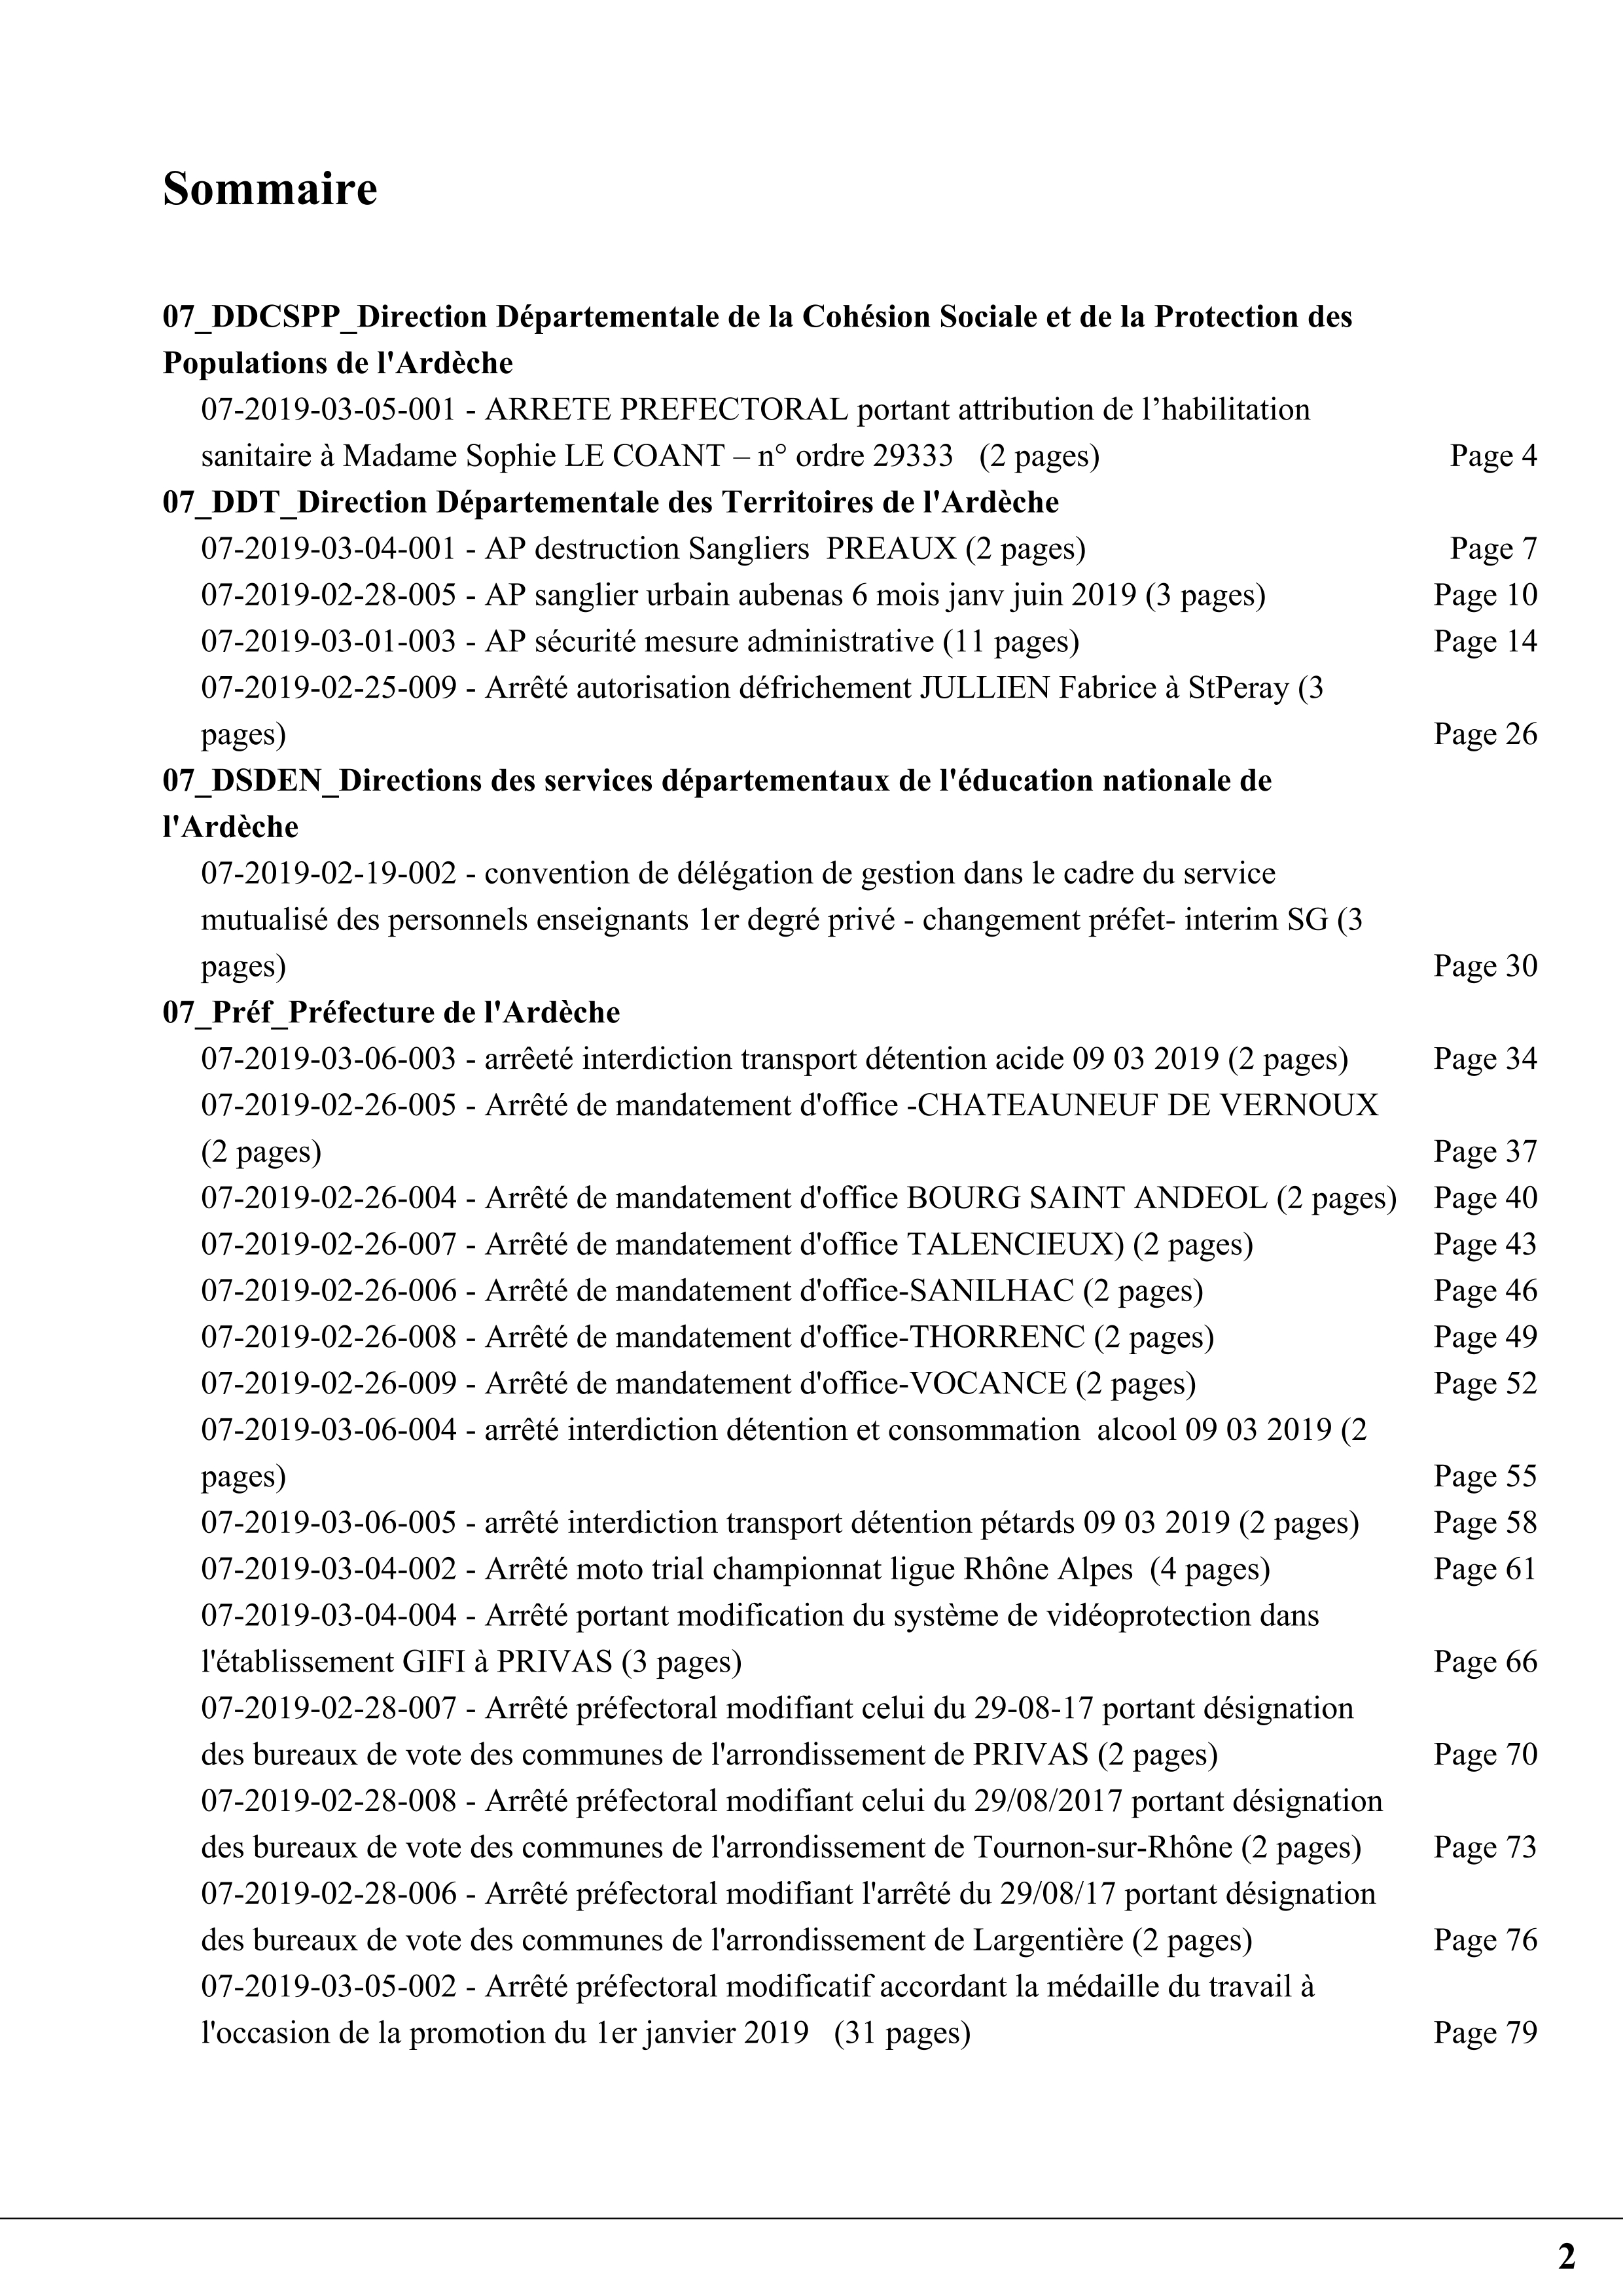 Sommaire
07_DDCSPP_Direction Départementale de la Cohésion Sociale et de la Protection des
Populations de l'Ardèche
07-2019-03-05-001 - ARRETE PREFECTORAL portant attribution de l’habilitation
sanitaire à Madame Sophie LE COANT – n° ordre 29333 (2 pages) Page 4
07_DDT_Direction Départementale des Territoires de l'Ardèche
07-2019-03-04-001 - AP destruction Sangliers PREAUX (2 pages) Page 7
07-2019-02-28-005 - AP sanglier urbain aubenas 6 mois janv juin 2019 (3 pages) Page 10
07-2019-03-01-003 - AP sécurité mesure administrative (11 pages) Page 14
07-2019-02-25-009 - Arrêté autorisation défrichement JULLIEN Fabrice à StPeray (3
pages) Page 26
07_DSDEN_Directions des services départementaux de l'éducation nationale de
l'Ardèche
07-2019-02-19-002 - convention de délégation de gestion dans le cadre du service
mutualisé des personnels enseignants 1er degré privé - changement préfet- interim SG (3
pages) Page 30
07_Préf_Préfecture de l'Ardèche
07-2019-03-06-003 - arrêeté interdiction transport détention acide 09 03 2019 (2 pages) Page 34
07-2019-02-26-005 - Arrêté de mandatement d'office -CHATEAUNEUF DE VERNOUX
(2 pages) Page 37
07-2019-02-26-004 - Arrêté de mandatement d'office BOURG SAINT ANDEOL (2 pages) Page 40
07-2019-02-26-007 - Arrêté de mandatement d'office TALENCIEUX) (2 pages) Page 43
07-2019-02-26-006 - Arrêté de mandatement d'office-SANILHAC (2 pages) Page 46
07-2019-02-26-008 - Arrêté de mandatement d'office-THORRENC (2 pages) Page 49
07-2019-02-26-009 - Arrêté de mandatement d'office-VOCANCE (2 pages) Page 52
07-2019-03-06-004 - arrêté interdiction détention et consommation alcool 09 03 2019 (2
pages) Page 55
07-2019-03-06-005 - arrêté interdiction transport détention pétards 09 03 2019 (2 pages) Page 58
07-2019-03-04-002 - Arrêté moto trial championnat ligue Rhône Alpes (4 pages) Page 61
07-2019-03-04-004 - Arrêté portant modification du système de vidéoprotection dans
l'établissement GIFI à PRIVAS (3 pages) Page 66
07-2019-02-28-007 - Arrêté préfectoral modifiant celui du 29-08-17 portant désignation
des bureaux de vote des communes de l'arrondissement de PRIVAS (2 pages) Page 70
07-2019-02-28-008 - Arrêté préfectoral modifiant celui du 29/08/2017 portant désignation
des bureaux de vote des communes de l'arrondissement de Tournon-sur-Rhône (2 pages) Page 73
07-2019-02-28-006 - Arrêté préfectoral modifiant l'arrêté du 29/08/17 portant désignation
des bureaux de vote des communes de l'arrondissement de Largentière (2 pages) Page 76
07-2019-03-05-002 - Arrêté préfectoral modificatif accordant la médaille du travail à
l'occasion de la promotion du 1er janvier 2019 (31 pages) Page 79
2